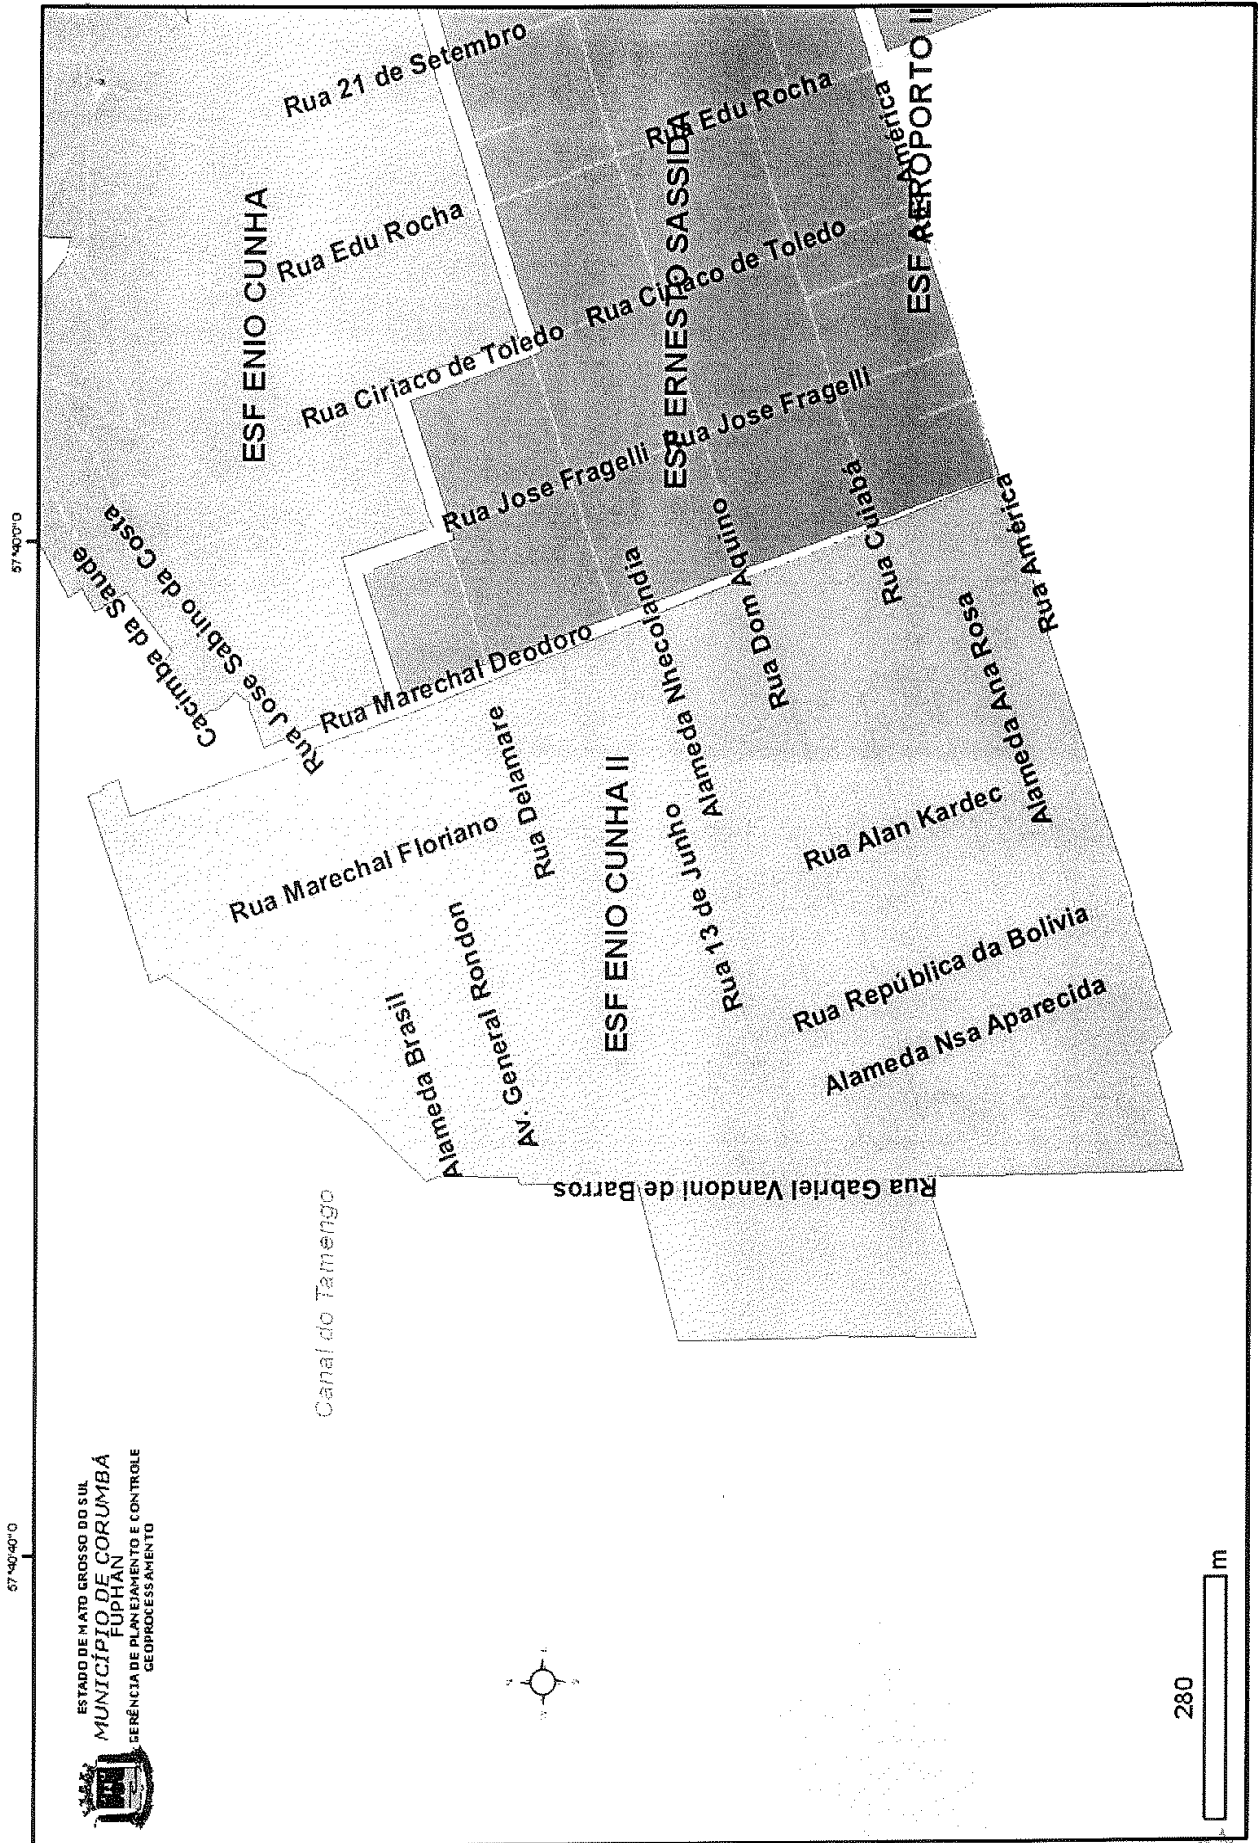 57°40'40"O
57°40'0"O
ESTADO DE MATO GROSSO DO SUL
MUNICÍPIO DE CORUMBÁ
FUPHAN
GERÊNCIA DE PLANEJAMENTO E CONTROLE
GEOPROCESSAMENTO
Canal do Tamengo
Cacimba da Saude
Rua Jose Sabino da Costa
ESF ENIO CUNHA
Rua 21 de Setembro
Rua Edu Rocha
Rua Ciriaco de Toledo
Rua Marechal Deodoro
Rua Marechal Floriano
Alameda Brasil
Av. General Rondon
Rua Delamare
Rua Jose Fragelli
Rua Ciriaco de Toledo
Rua Edu Rocha
ESF ERNESTO SASSIDA
Rua Jose Fragelli
ESF ENIO CUNHA II
Rua Gabriel Vandoni de Barros
Rua 13 de Junho
Alameda Nhecolandia
Rua Dom Aquino
Rua Cuiabá
América
ESF AEROPORTO II
Rua Alan Kardec
Rua República da Bolivia
Alameda Nsa Aparecida
Alameda Ana Rosa
Rua América
280
m